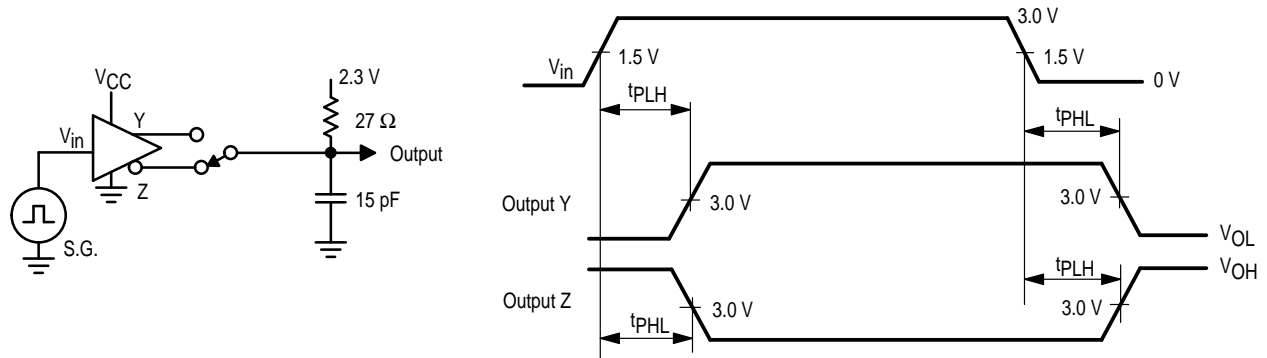 VCC
Vin
Y
Z
S.G.
2.3 V
27 Ω
Output
15 pF
Vin
1.5 V
3.0 V
1.5 V
0 V
tPLH
tPHL
Output Y
3.0 V
3.0 V
VOL
VOH
tPLH
Output Z
3.0 V
3.0 V
tPHL